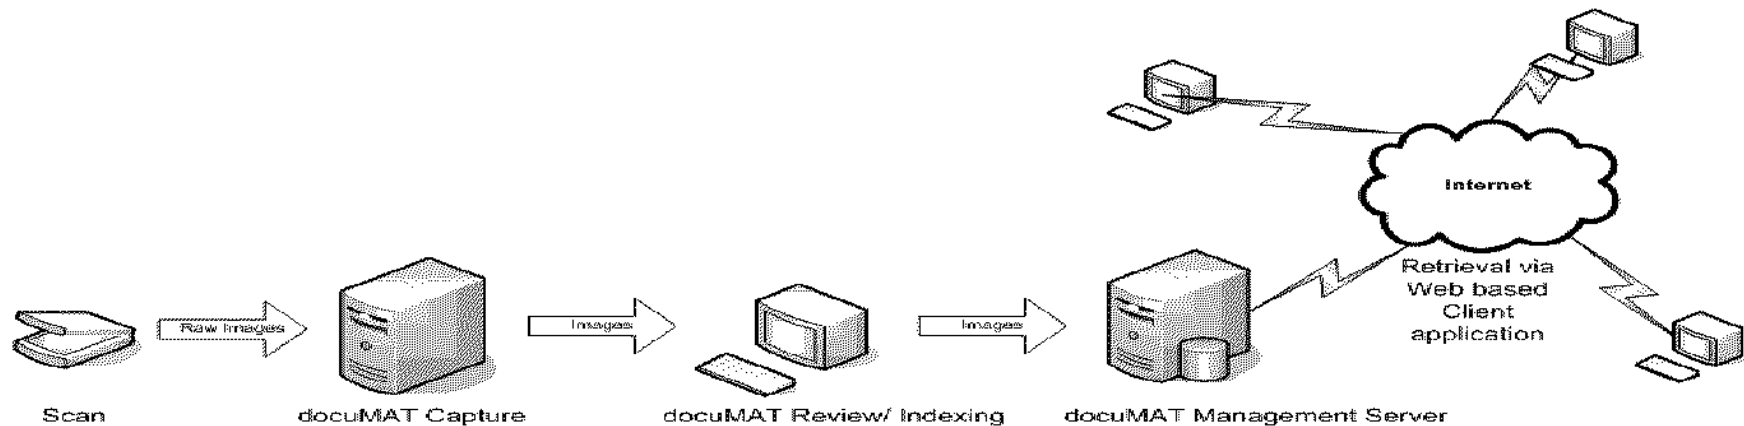 Internet
Retrieval via
Web based
Client
application
Raw Images
Images
Images
Scan
docuMAT Capture
docuMAT Review/ Indexing
docuMAT Management Server